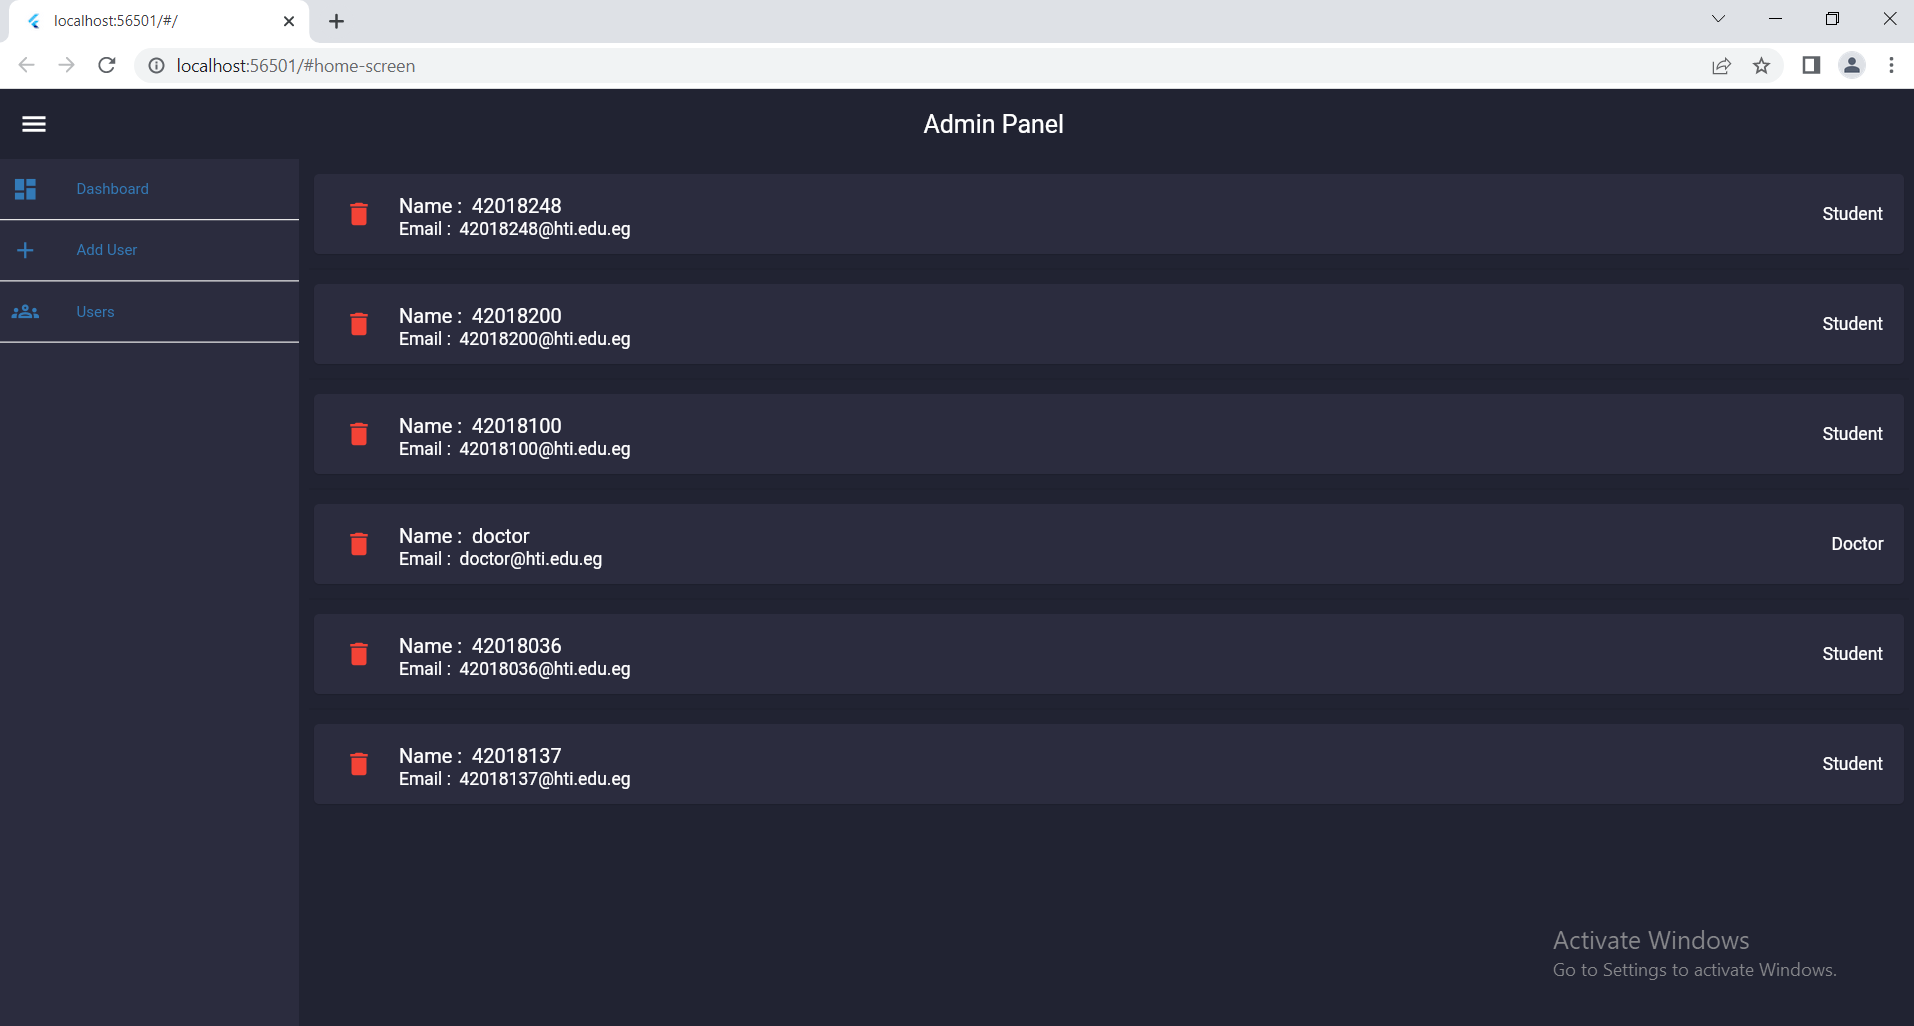 localhost:56501/#/
localhost:56501/#home-screen
Admin Panel
Dashboard
Add User
Users
Name : 42018248
Email : 42018248@hti.edu.eg
Student
Name : 42018200
Email : 42018200@hti.edu.eg
Student
Name : 42018100
Email : 42018100@hti.edu.eg
Student
Name : doctor
Email : doctor@hti.edu.eg
Doctor
Name : 42018036
Email : 42018036@hti.edu.eg
Student
Name : 42018137
Email : 42018137@hti.edu.eg
Student
Activate Windows
Go to Settings to activate Windows.